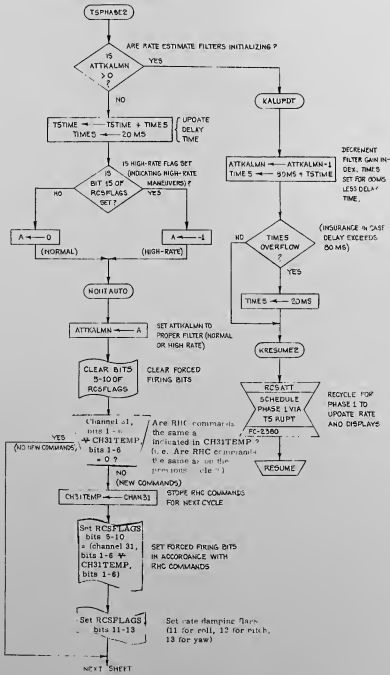 TSPHASE2
ARE RATE ESTIMATE FILTERS INITIALIZING ?
IS
ATTKALMN
> 0
?
YES
NO
TSTIME ← TSTIME + TIME5
TIME5 ← 20 MS
UPDATE
DELAY
TIME
IS HIGH-RATE FLAG SET
(INDICATING HIGH-RATE
MANEUVERS)?
IS
BIT 15 OF
RCSFLAGS
SET?
NO
YES
A ← 0
A ← -1
(NORMAL)
(HIGH-RATE)
NOHIAUTO
ATTKALMN ← A
SET ATTKALMN TO
PROPER FILTER (NORMAL
OR HIGH RATE)
CLEAR BITS
5-10 OF
RCSFLAGS
CLEAR FORCED
FIRING BITS
Channel 31,
bits 1-6
∀ CH31TEMP,
bits 1-6
= 0 ?
Are RHC commands
the same as
indicated in CH31TEMP ?
(i.e. Are RHC commands
the same as on the
previous cycle ?)
YES
(NO NEW COMMANDS)
NO
(NEW COMMANDS)
CH31TEMP ← CHAN31
STORE RHC COMMANDS
FOR NEXT CYCLE
Set RCSFLAGS
bits 5-10
= (channel 31,
bits 1-6 ∀
CH31TEMP,
bits 1-6)
SET FORCED FIRING BITS
IN ACCORDANCE WITH
RHC COMMANDS
Set RCSFLAGS
bits 11-13
Set rate damping flags
(11 for roll, 12 for pitch,
13 for yaw)
NEXT SHEET
KALUPDT
ATTKALMN ← ATTKALMN-1
TIME5 ← 80MS + TSTIME
DECREMENT
FILTER GAIN IN-
DEX. TIME5
SET FOR 80MS
LESS DELAY
TIME.
TIME5
OVERFLOW
?
NO
YES
(INSURANCE IN CASE
DELAY EXCEEDS
80 MS)
TIME5 ← 20MS
KRESUME2
RCSATT
SCHEDULE
PHASE 1 VIA
T5 RUPT
FC-2380
RECYCLE FOR
PHASE 1 TO
UPDATE RATE
AND DISPLAYS
RESUME